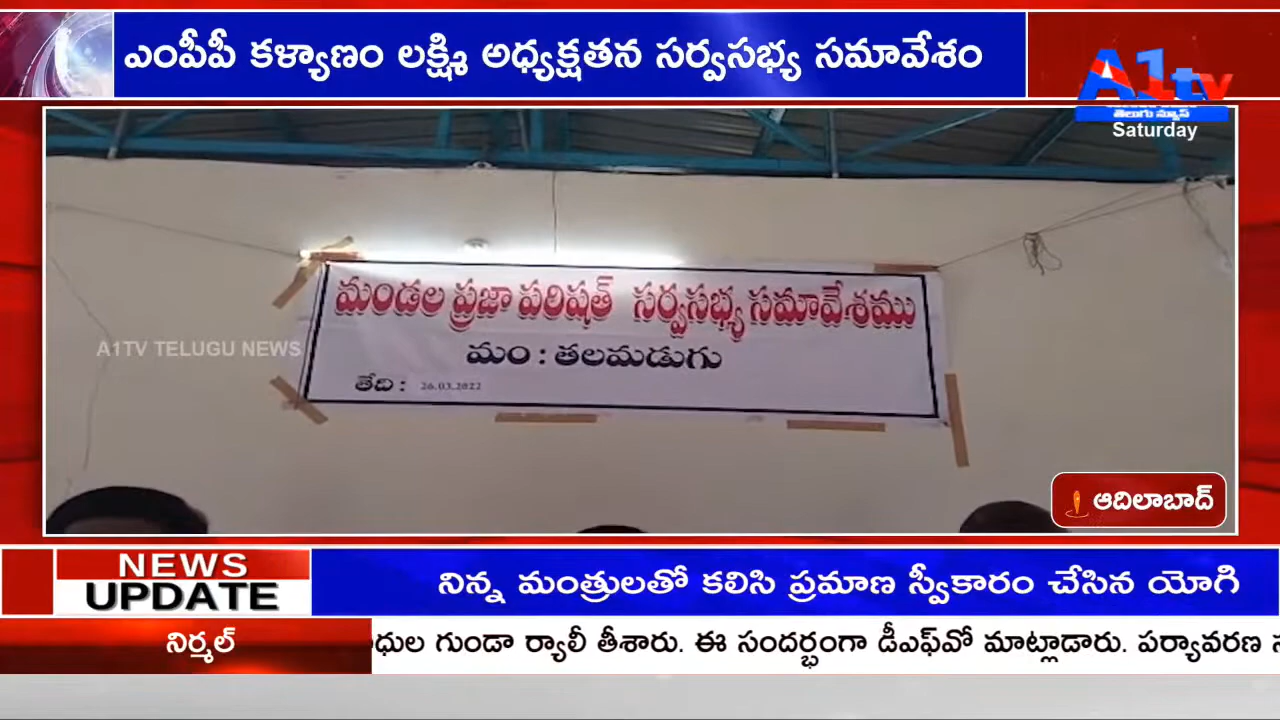 ఎంపీపీ కళ్యాణం లక్ష్మి అధ్యక్షతన సర్వసభ్య సమావేశం
A1tv
తెలుగు న్యూస్
Saturday
మండల ప్రజా పరిషత్ సర్వసభ్య సమావేశము
మం : తలమడుగు
తేది : 26.03.2022
A1TV TELUGU NEWS
ఆదిలాబాద్
NEWS UPDATE
నిన్న మంత్రులతో కలిసి ప్రమాణ స్వీకారం చేసిన యోగి
నిర్మల్
గుండా ర్యాలీ తీశారు. ఈ సందర్భంగా డీఎఫ్‌వో మాట్లాడారు. పర్యావరణ